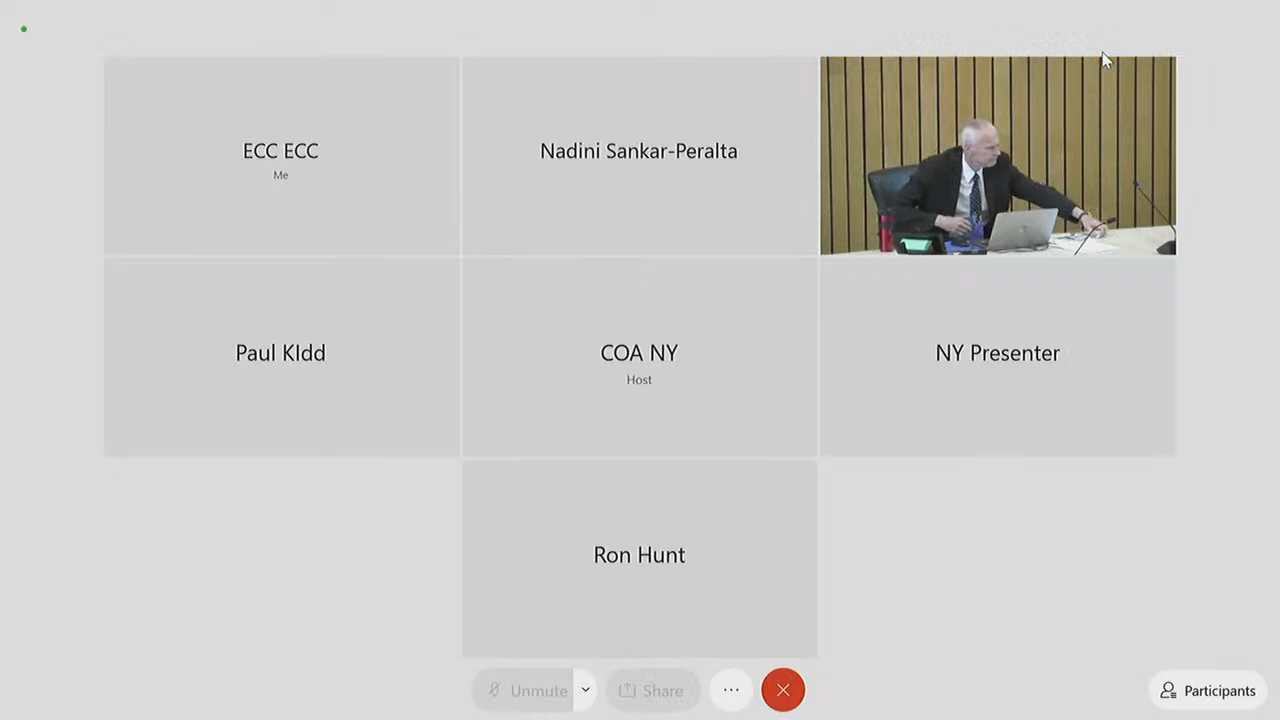 ECC ECC
Me
Nadini Sankar-Peralta
Paul KIdd
COA NY
Host
NY Presenter
Ron Hunt
Unmute
Share
Participants